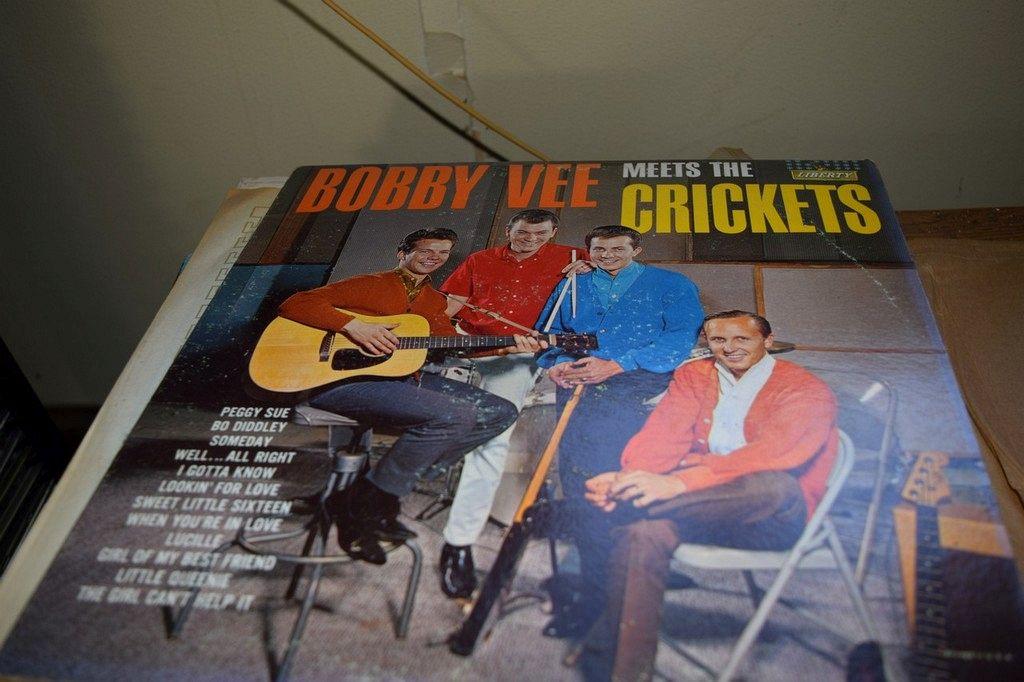 BOBBY VEE MEETS THE
CRICKETS
LIBERTY
PEGGY SUE
BO DIDDLEY
SOMEDAY
WELL...ALL RIGHT
I GOTTA KNOW
LOOKIN' FOR LOVE
SWEET LITTLE SIXTEEN
WHEN YOU'RE IN LOVE
LUCILLE
GIRL OF MY BEST FRIEND
LITTLE QUEENIE
THE GIRL CAN'T HELP IT